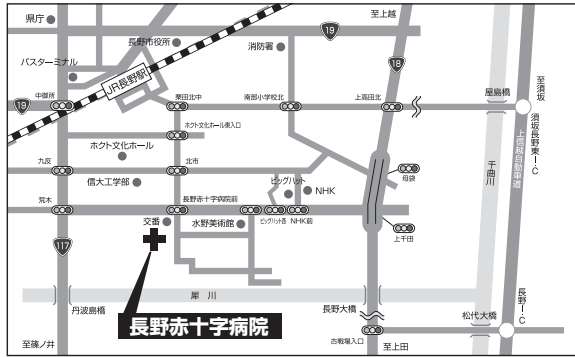 県庁
バスターミナル
長野市役所
JR長野駅
消防署
19
至上越
18
屋島橋
至須坂
中御所
19
栗田北中
南部小学校北
上高田北
須坂長野東I・C
上信越自動車道
ホクト文化ホール東入口
ホクト文化ホール
九反
北市
信大工学部
ビッグハット
NHK
母袋
千曲川
荒木
長野赤十字病院前
交番
水野美術館
ビッグハット西
NHK前
上千田
117
犀川
丹波島橋
長野大橋
長野I・C
松代大橋
長野赤十字病院
古戦場入口
至篠ノ井
至上田